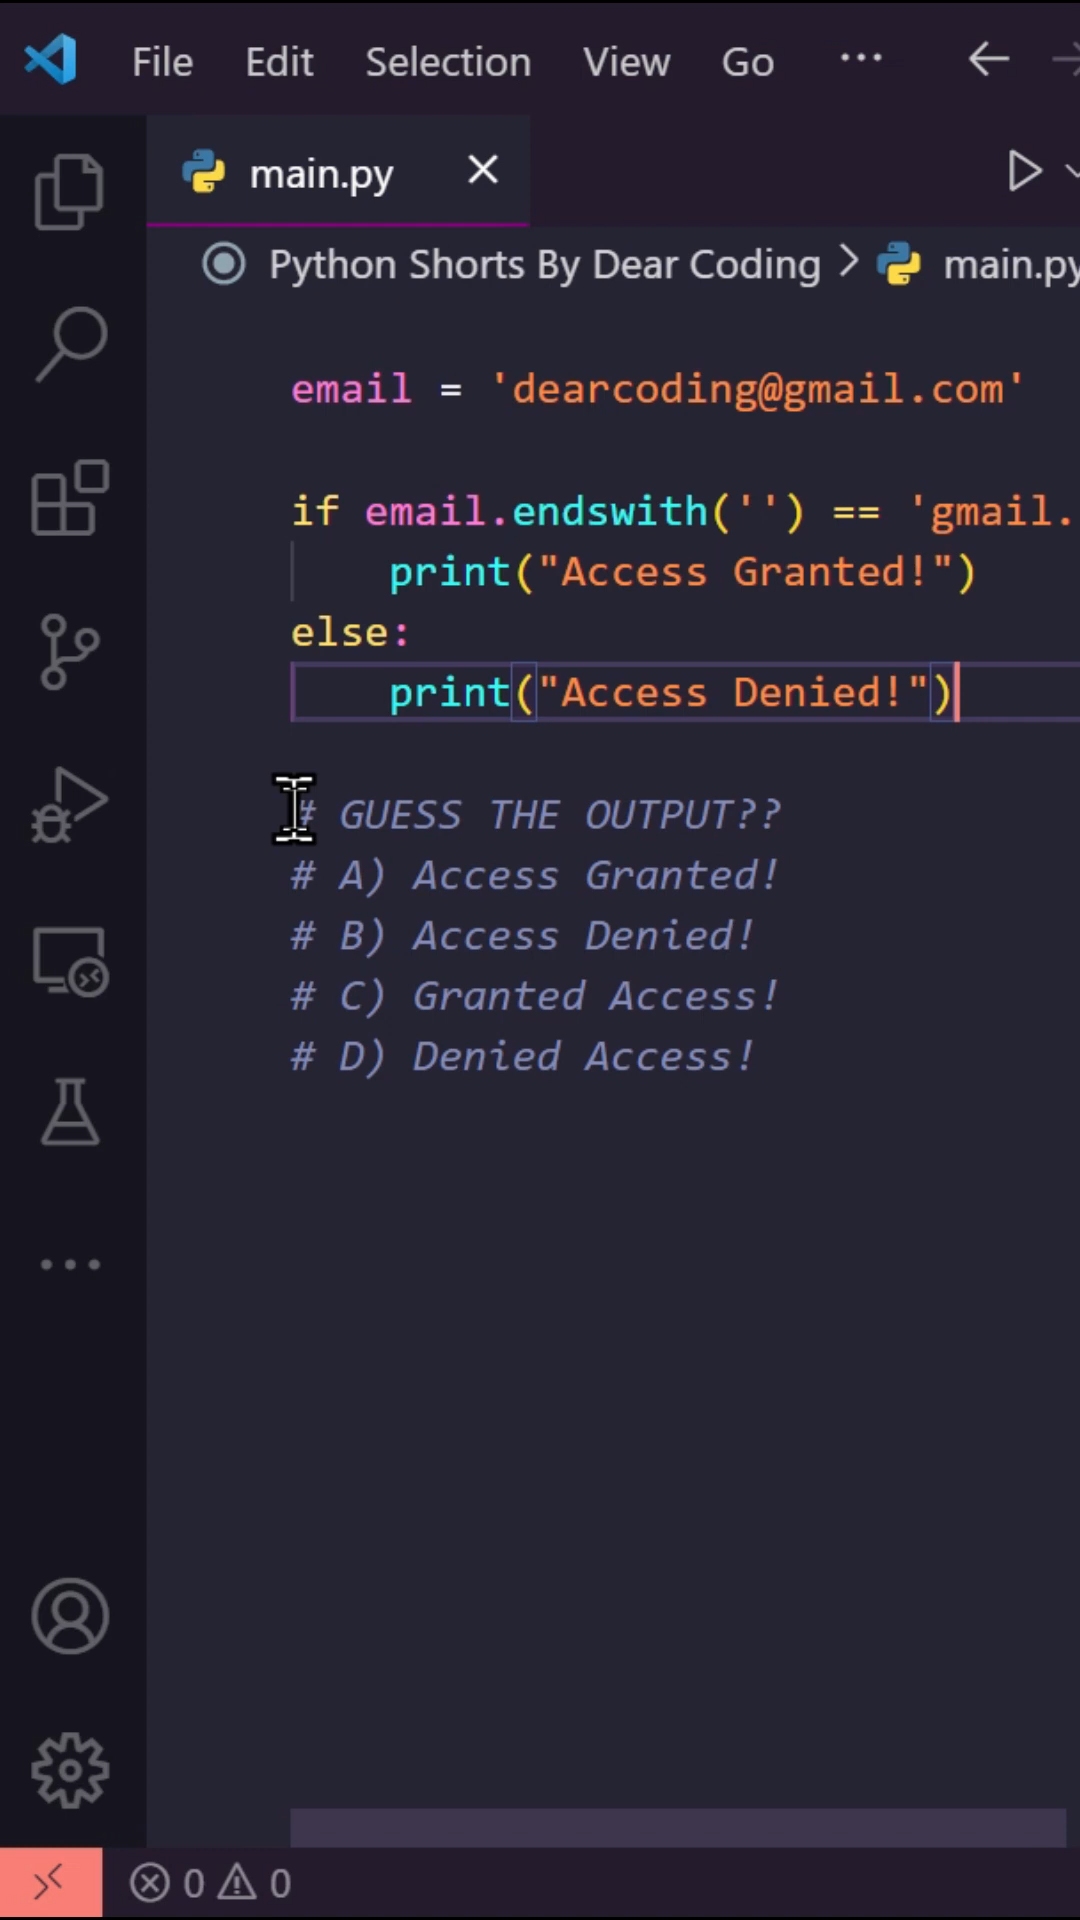 File Edit Selection View Go ...
main.py
Python Shorts By Dear Coding > main.py
email = 'dearcoding@gmail.com'
if email.endswith('') == 'gmail.
    print("Access Granted!")
else:
    print("Access Denied!")
# GUESS THE OUTPUT??
# A) Access Granted!
# B) Access Denied!
# C) Granted Access!
# D) Denied Access!
0 0